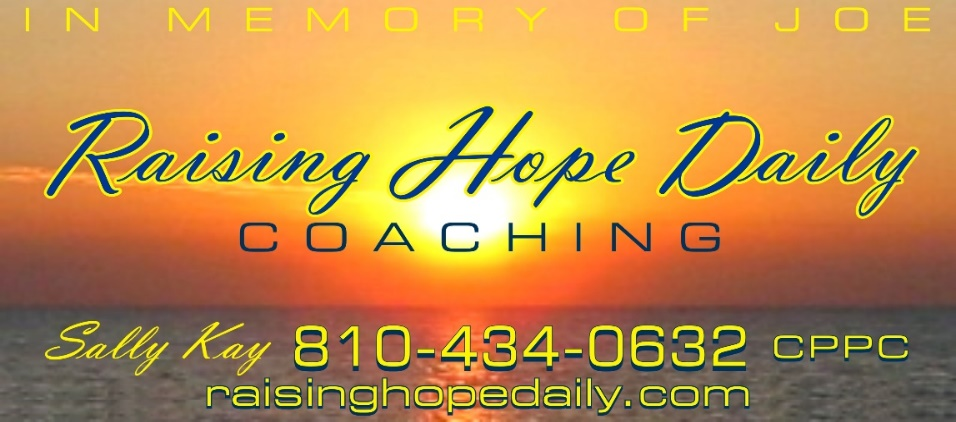 IN MEMORY OF JOE
Raising Hope Daily
COACHING
Sally Kay 810-434-0632 CPPC
raisinghopedaily.com